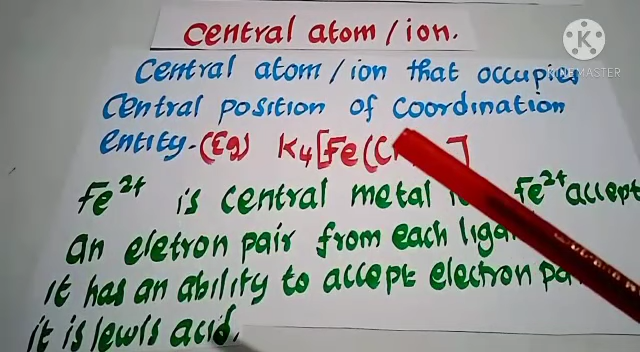 Central atom/ion.
KINEMASTER
Central atom/ion that occupies
Central position of coordination
entity.(Eg) K4[Fe(C ]
Fe2+ is central metal Fe2+ accept
an eletron pair from each
it has an ability to accept electron
it is lewis acid.